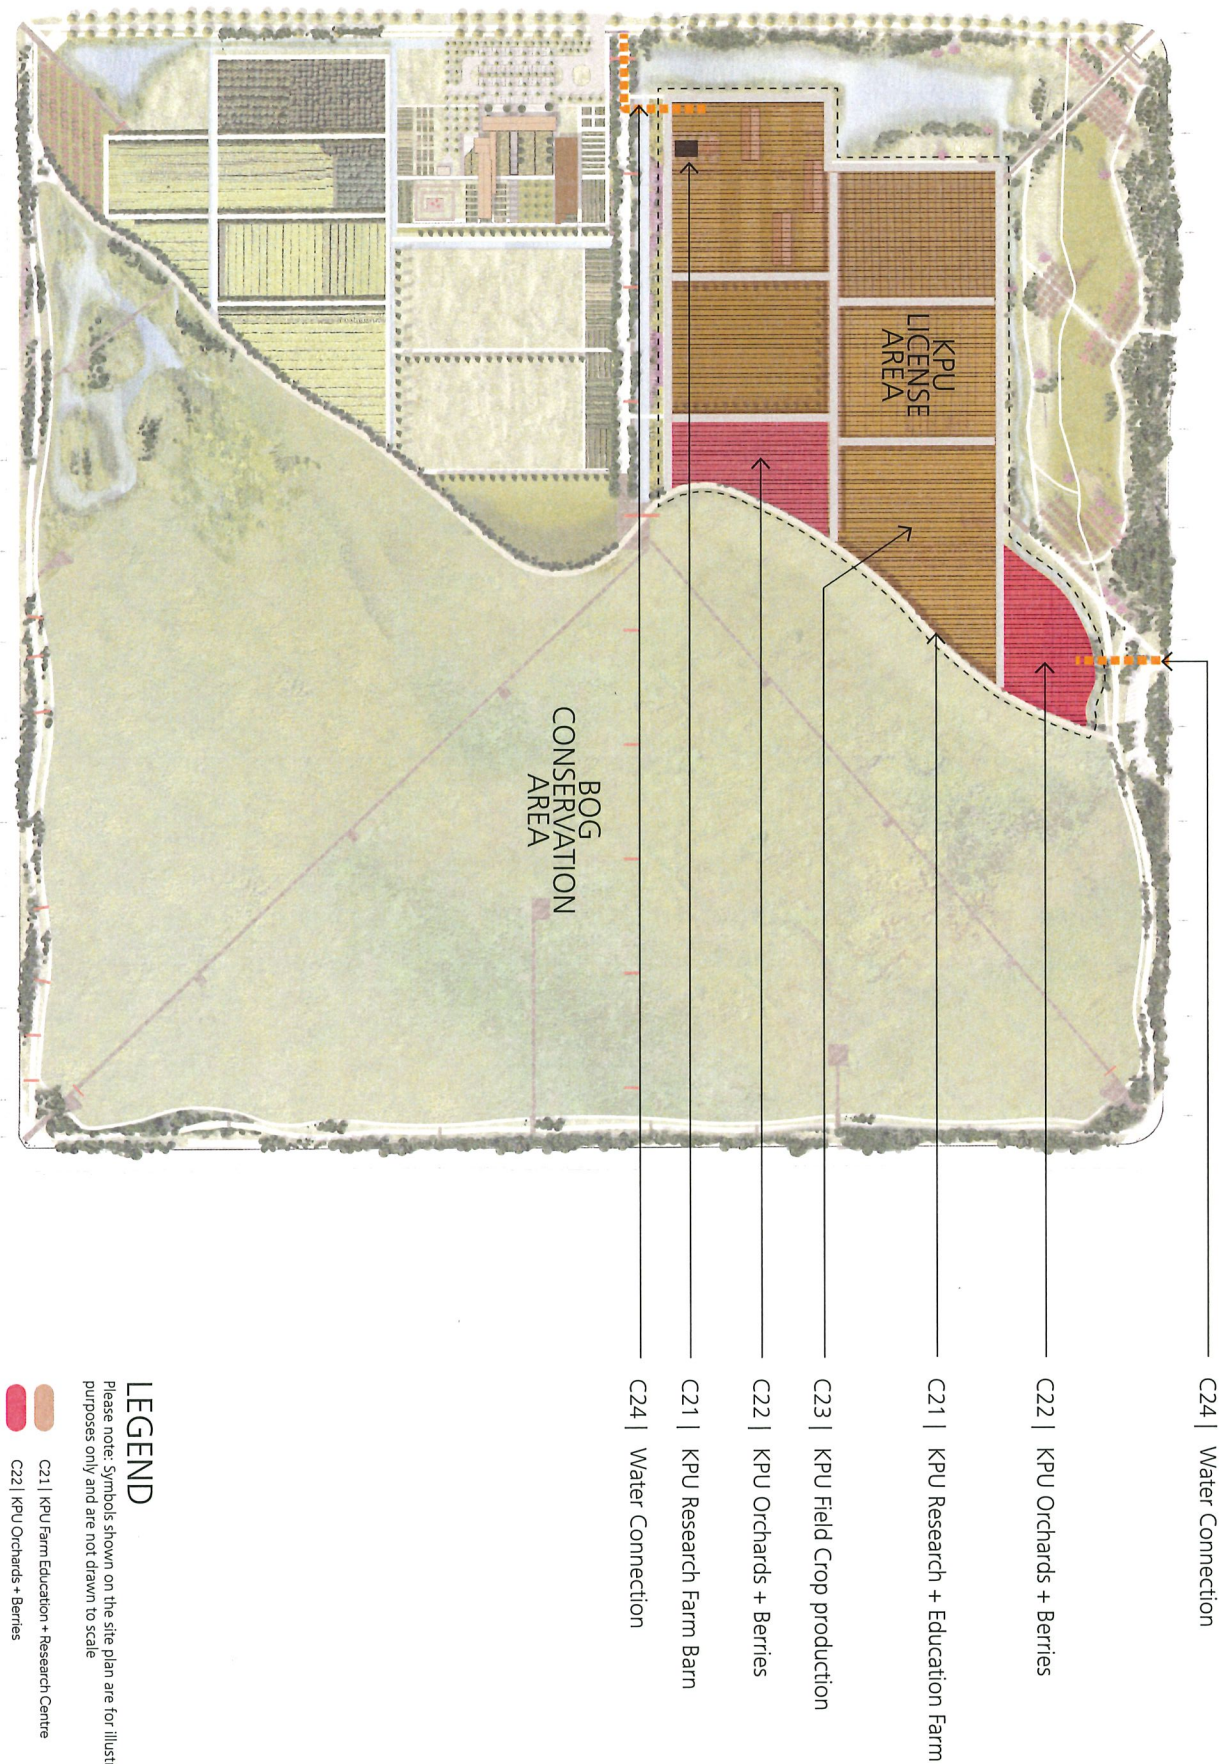 KPU
LICENSE
AREA
BOG
CONSERVATION
AREA
C24 | Water Connection
C22 | KPU Orchards + Berries
C21 | KPU Research + Education Farm
C23 | KPU Field Crop production
C22 | KPU Orchards + Berries
C21 | KPU Research Farm Barn
C24 | Water Connection
LEGEND
Please note: Symbols shown on the site plan are for illust
purposes only and are not drawn to scale
C21 | KPU Farm Education + Research Centre
C22 | KPU Orchards + Berries